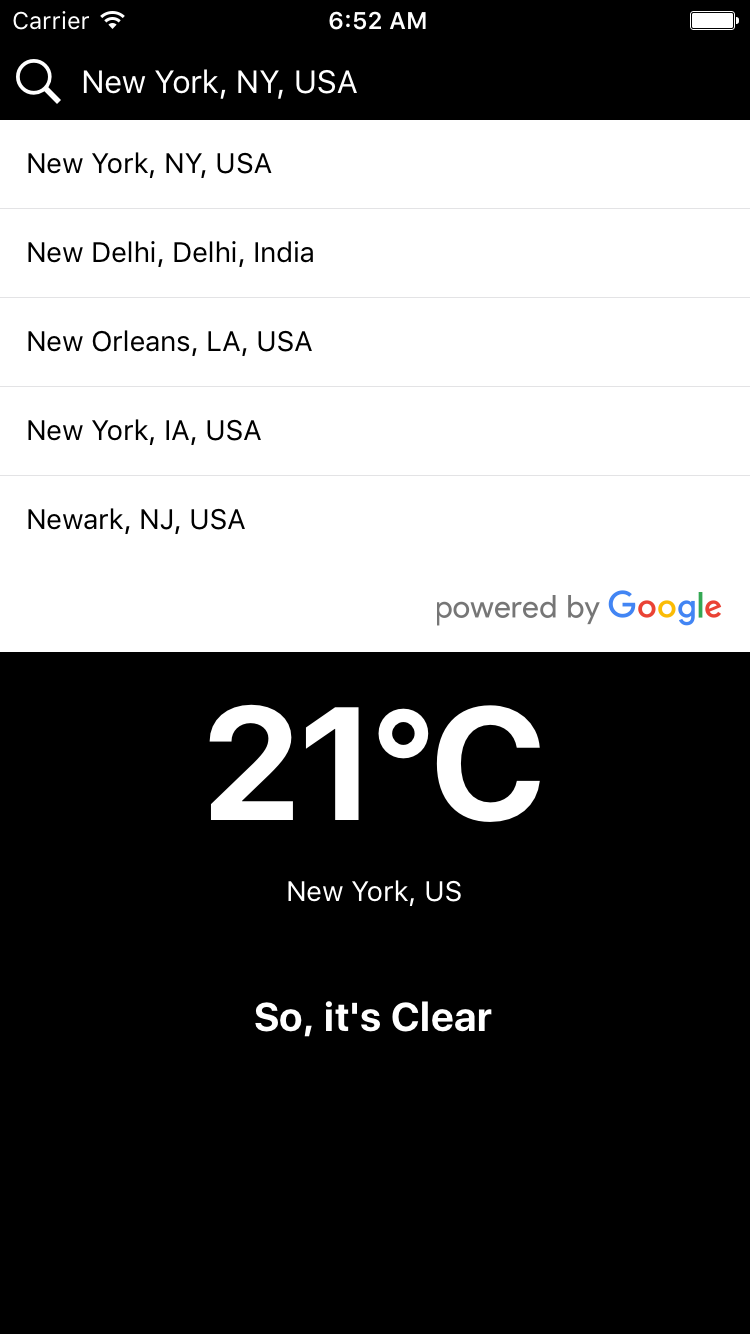 Carrier 6:52 AM
New York, NY, USA
New York, NY, USA
New Delhi, Delhi, India
New Orleans, LA, USA
New York, IA, USA
Newark, NJ, USA
powered by Google
21°C
New York, US
So, it's Clear